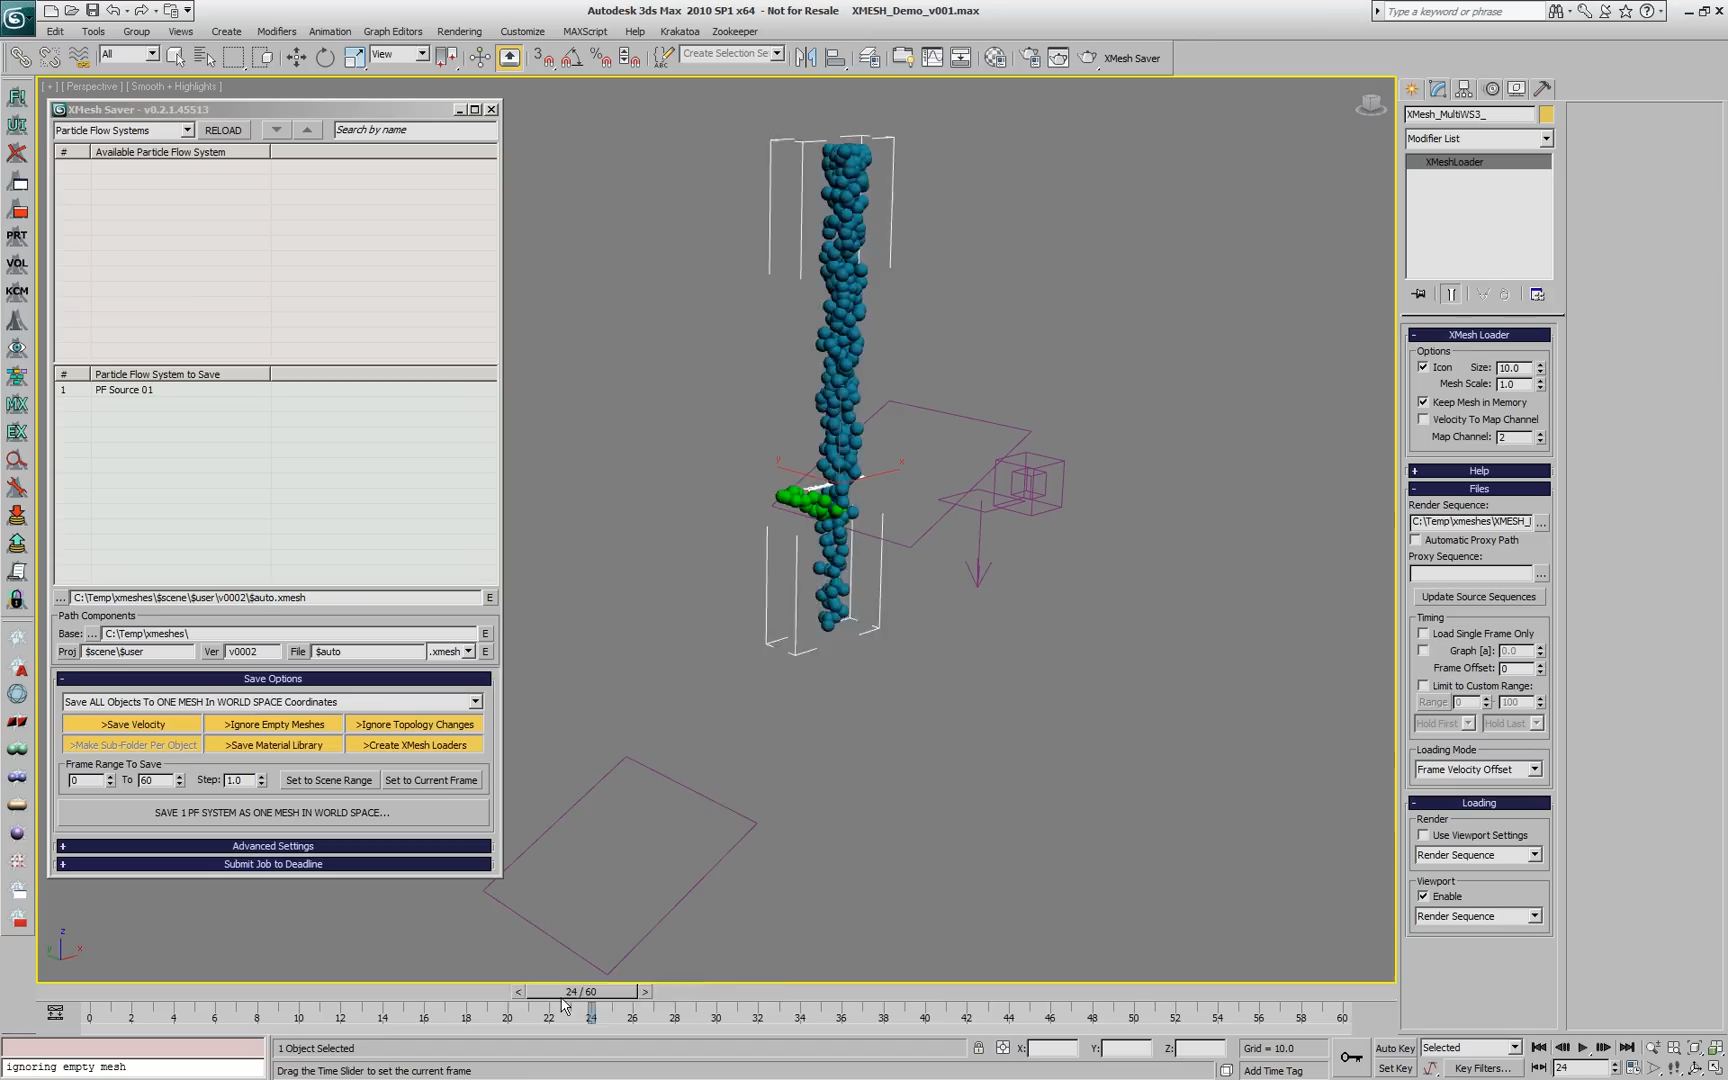 Autodesk 3ds Max 2010 SP1 x64 - Not for Resale XMESH_Demo_v001.max
Type a keyword or phrase
Edit Tools Group Views Create Modifiers Animation Graph Editors Rendering Customize MAXScript Help Krakatoa Zookeeper
All View Create Selection Se XMesh Saver
[ + ] [ Perspective ] [ Smooth + Highlights ]
XMesh Saver - v0.2.1.45513
Particle Flow Systems RELOAD Search by name
# Available Particle Flow System
# Particle Flow System to Save
1 PF Source 01
... C:\Temp\xmeshes\$scene\$user\v0002\$auto.xmesh E
Path Components
Base: ... C:\Temp\xmeshes\ E
Proj $scene\$user Ver v0002 File $auto .xmesh E
- Save Options
Save ALL Objects To ONE MESH In WORLD SPACE Coordinates
>Save Velocity >Ignore Empty Meshes >Ignore Topology Changes
>Make Sub-Folder Per Object >Save Material Library >Create XMesh Loaders
Frame Range To Save
0 To 60 Step: 1.0 Set to Scene Range Set to Current Frame
SAVE 1 PF SYSTEM AS ONE MESH IN WORLD SPACE...
+ Advanced Settings
+ Submit Job to Deadline
F!
UT
PRT
VOL
KCM
MX
EX
y x
z
y x
XMesh_MultiWS3_
Modifier List
XMeshLoader
- XMesh Loader
Options
Icon Size: 10.0
Mesh Scale: 1.0
Keep Mesh in Memory
Velocity To Map Channel
Map Channel: 2
+ Help
- Files
Render Sequence:
C:\Temp\xmeshes\XMESH_I ...
Automatic Proxy Path
Proxy Sequence:
...
Update Source Sequences
Timing
Load Single Frame Only
Graph [a]: 0.0
Frame Offset: 0
Limit to Custom Range:
Range: 0 - 100
Hold First Hold Last
Loading Mode
Frame Velocity Offset
- Loading
Render
Use Viewport Settings
Render Sequence
Viewport
Enable
Render Sequence
< 24 / 60 >
0 2 4 6 8 10 12 14 16 18 20 22 24 26 28 30 32 34 36 38 40 42 44 46 48 50 52 54 56 58 60
1 Object Selected X: Y: Z: Grid = 10.0 Auto Key Selected
ignoring empty mesh Drag the Time Slider to set the current frame Add Time Tag Set Key Key Filters... 24